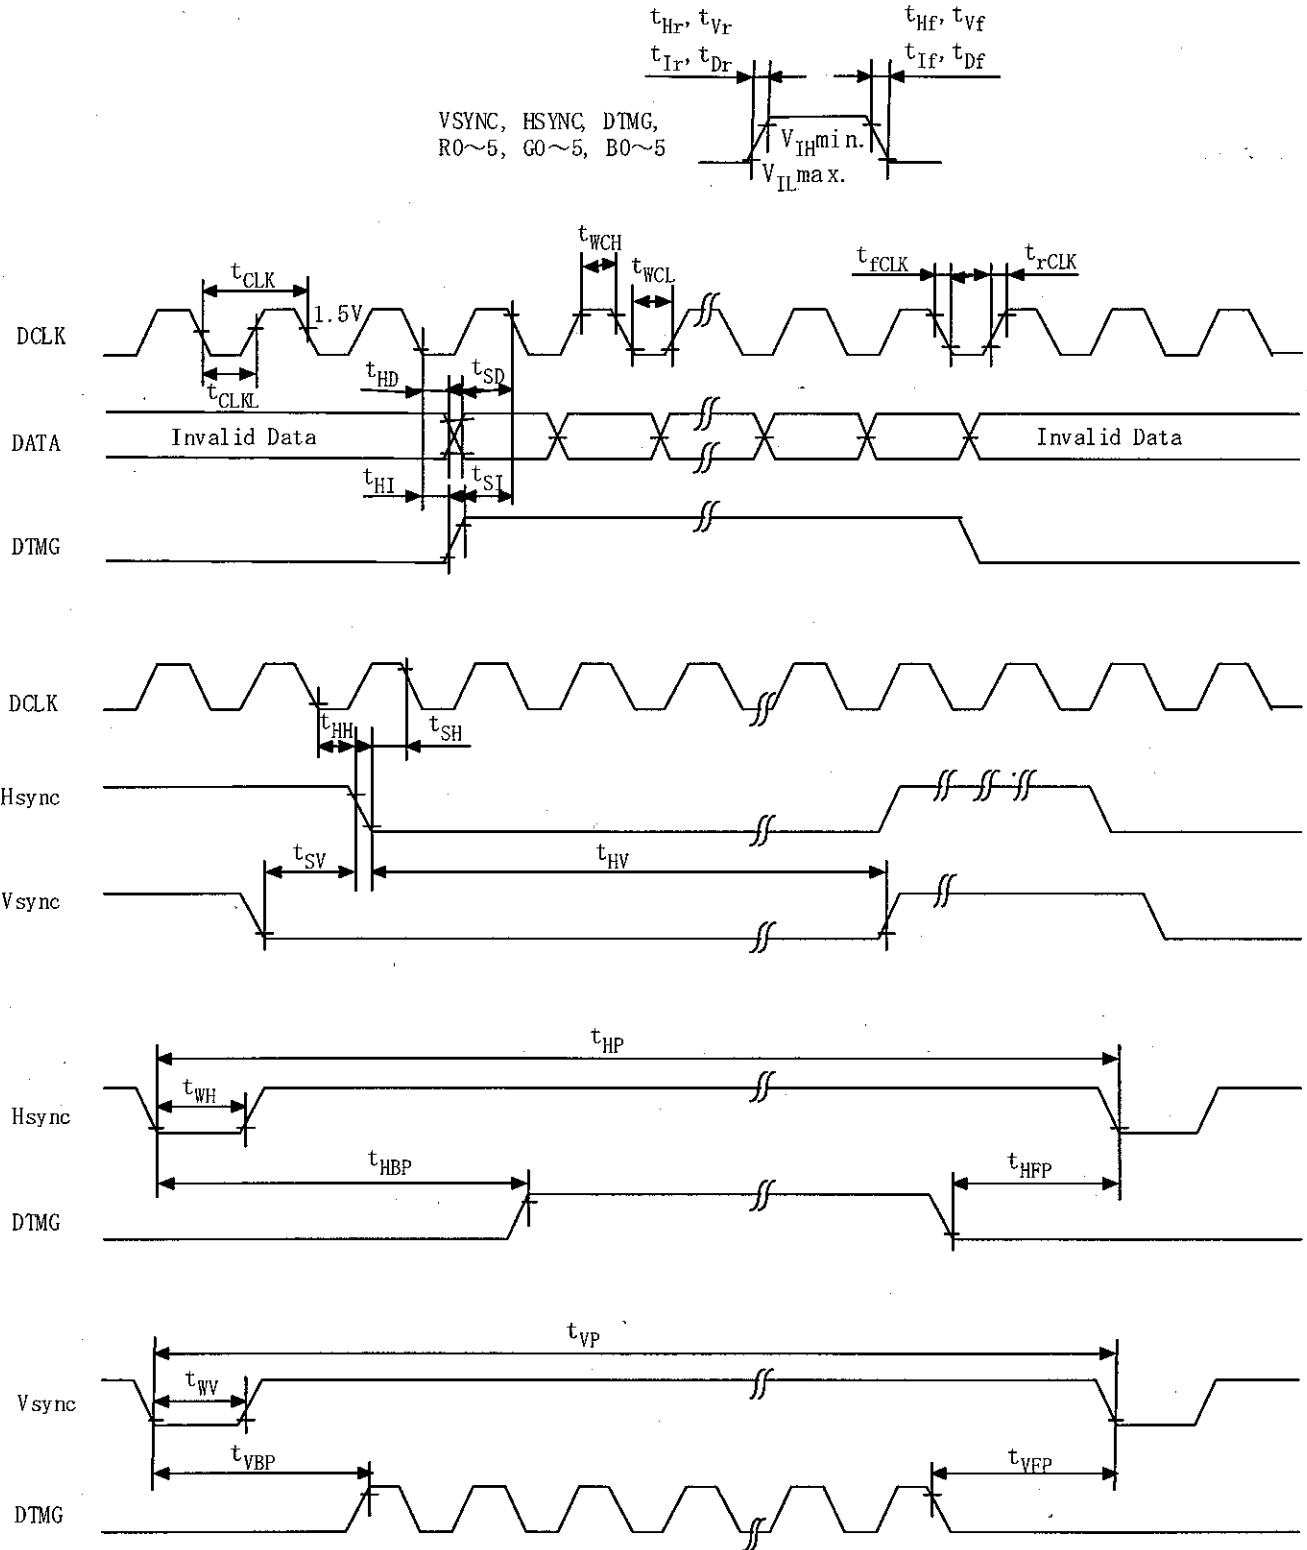 tHr, tVr
tIr, tDr
tHf, tVf
tIf, tDf
VSYNC, HSYNC, DTMG,
R0～5, G0～5, B0～5
VIHmin.
VILmax.
tCLK
tWCH
tWCL
tfCLK
trCLK
1.5V
DCLK
tCLKL
tHD
tSD
DATA
Invalid Data
Invalid Data
tHI
tSI
DTMG
DCLK
tHH
tSH
Hsync
tSV
tHV
Vsync
tHP
Hsync
tWH
tHBP
tHFP
DTMG
tVP
Vsync
tWV
tVBP
tVFP
DTMG